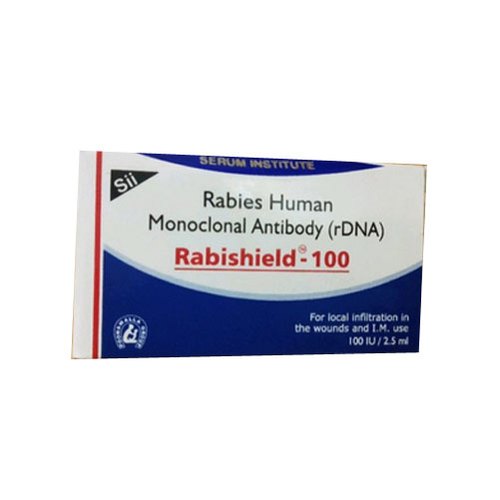 SERUM INSTITUTE
Sii
Rabies Human
Monoclonal Antibody (rDNA)
Rabishield™-100
For local infiltration in
the wounds and I.M. use
100 IU / 2.5 ml